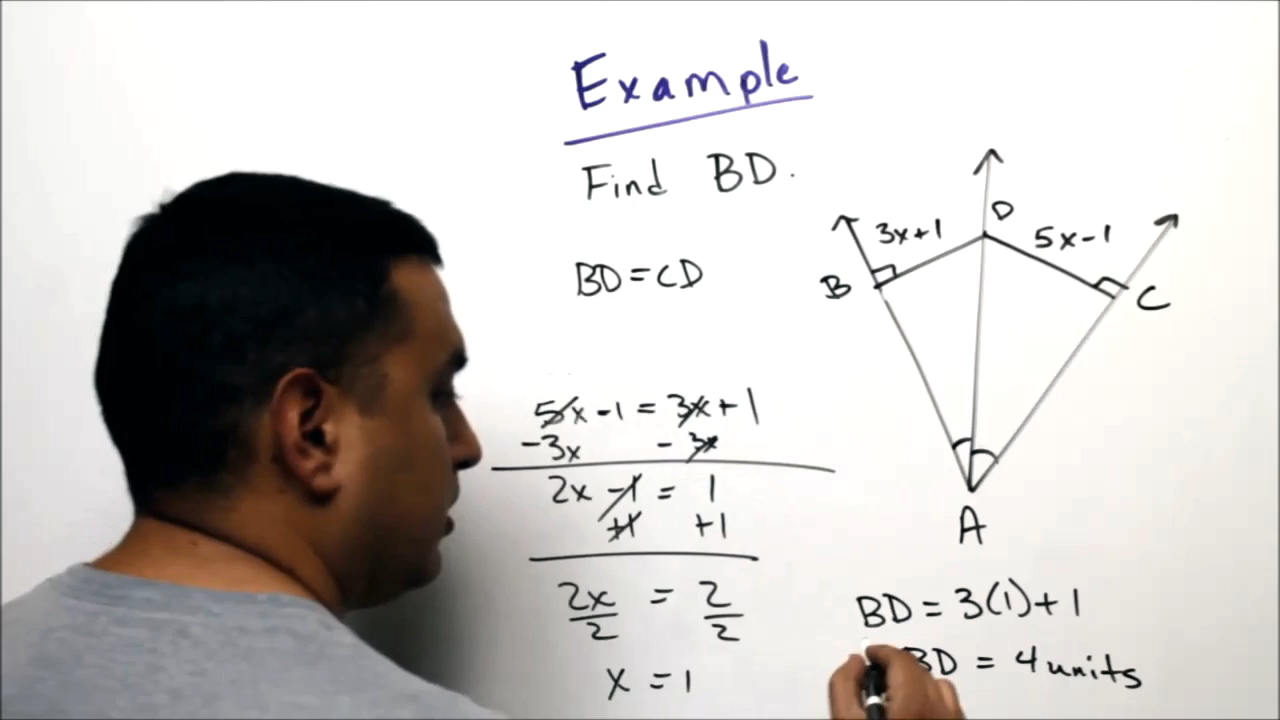 Example
Find BD.
BD = CD
5x - 1 = 3x + 1
-3x - 3x
2x - 1 = 1
+1 +1
2x = 2
2 2
x = 1
D
3x+1 5x-1
B C
A
BD = 3(1) + 1
BD = 4 units